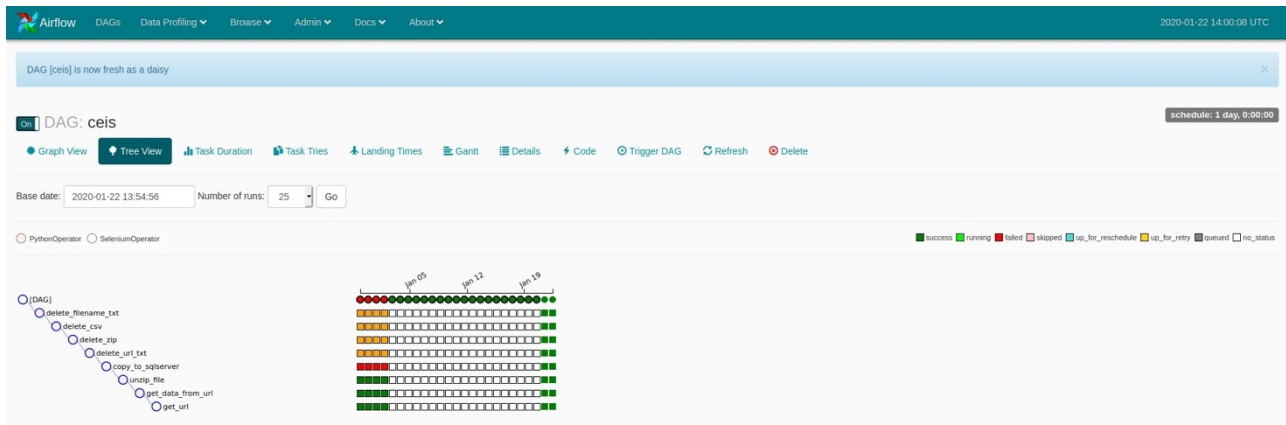 Airflow DAGs Data Profiling Browse Admin Docs About 2020-01-22 14:00:08 UTC
DAG [ceis] is now fresh as a daisy ×
On DAG: ceis schedule: 1 day, 0:00:00
Graph View Tree View Task Duration Task Tries Landing Times Gantt Details Code Trigger DAG Refresh Delete
Base date: 2020-01-22 13:54:56 Number of runs: 25 Go
PythonOperator SeleniumOperator success running failed skipped up_for_reschedule up_for_retry queued no_status
Jan 05 Jan 12 Jan 19
[DAG]
delete_filename_txt
delete_csv
delete_zip
delete_url_txt
copy_to_sqlserver
unzip_file
get_data_from_url
get_url